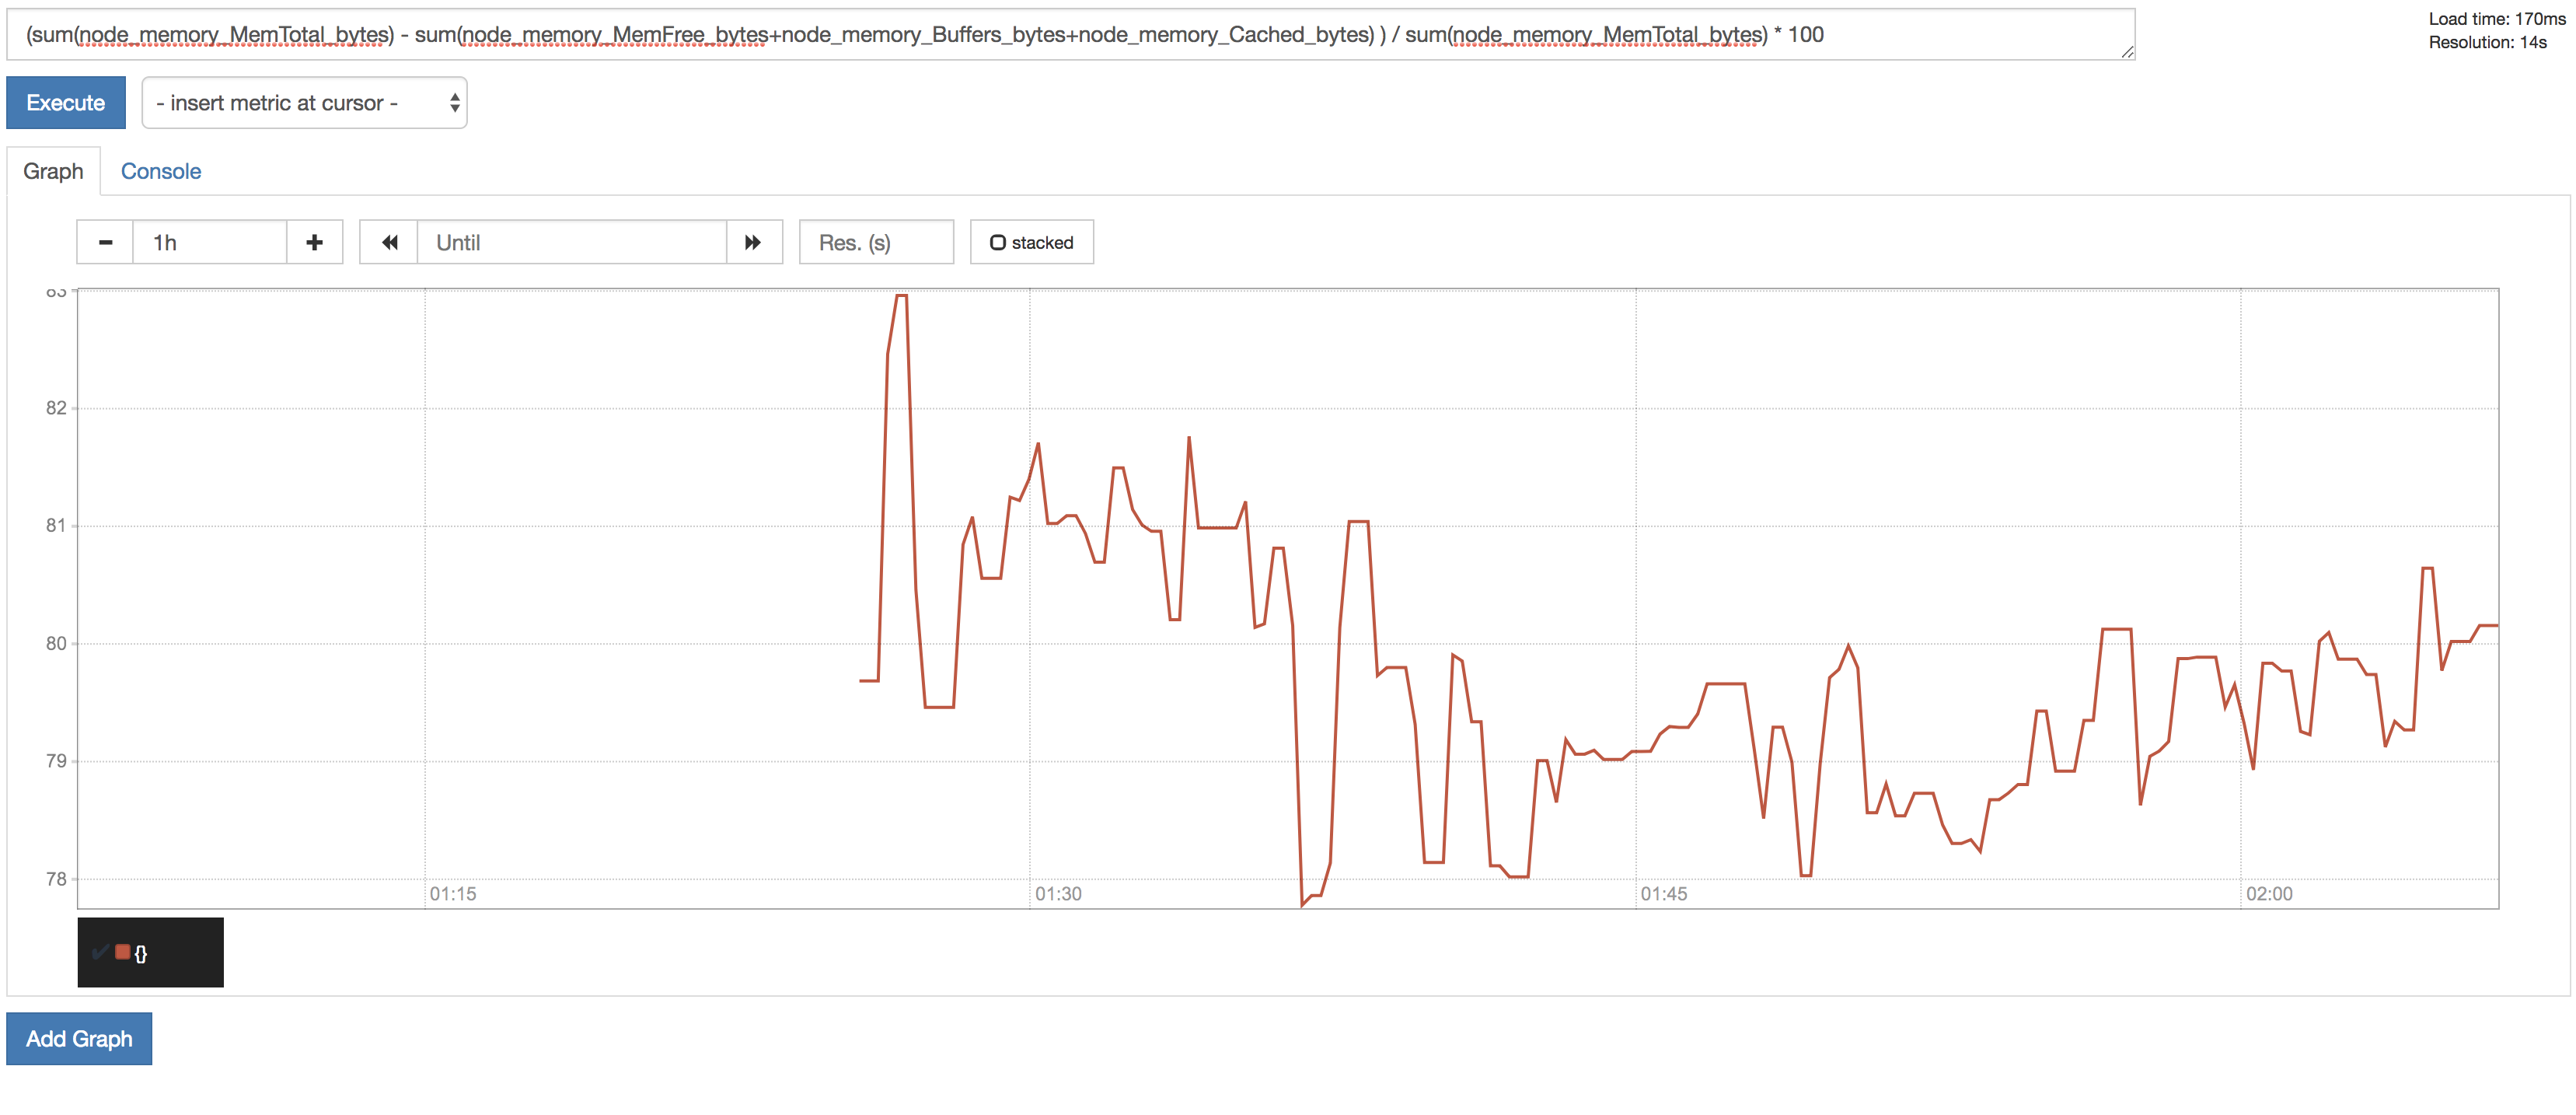 (sum(node_memory_MemTotal_bytes) - sum(node_memory_MemFree_bytes+node_memory_Buffers_bytes+node_memory_Cached_bytes) ) / sum(node_memory_MemTotal_bytes) * 100
Load time: 170ms
Resolution: 14s
Execute
- insert metric at cursor -
Graph
Console
1h
Until
Res. (s)
stacked
83
82
81
80
79
78
01:15
01:30
01:45
02:00
{}
Add Graph